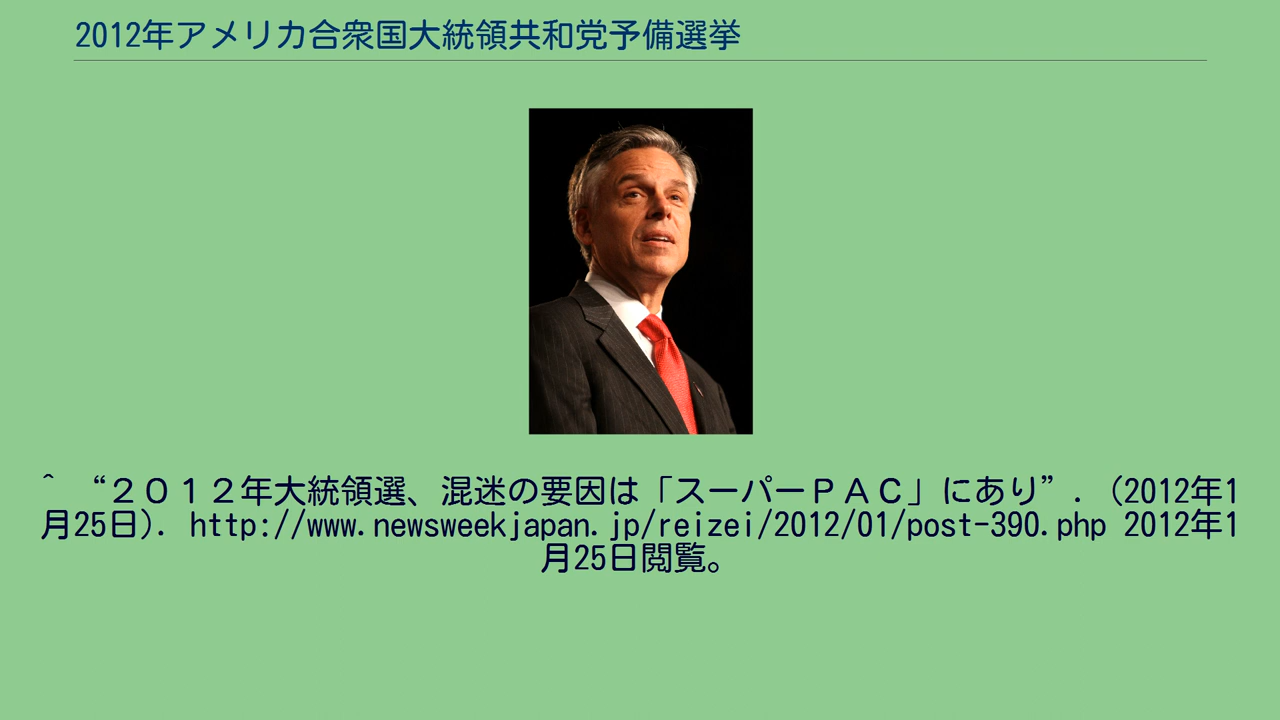 2012年アメリカ合衆国大統領共和党予備選挙
^ “２０１２年大統領選、混迷の要因は「スーパーＰＡＣ」にあり”. (2012年1
月25日). http://www.newsweekjapan.jp/reizei/2012/01/post-390.php 2012年1
月25日閲覧。